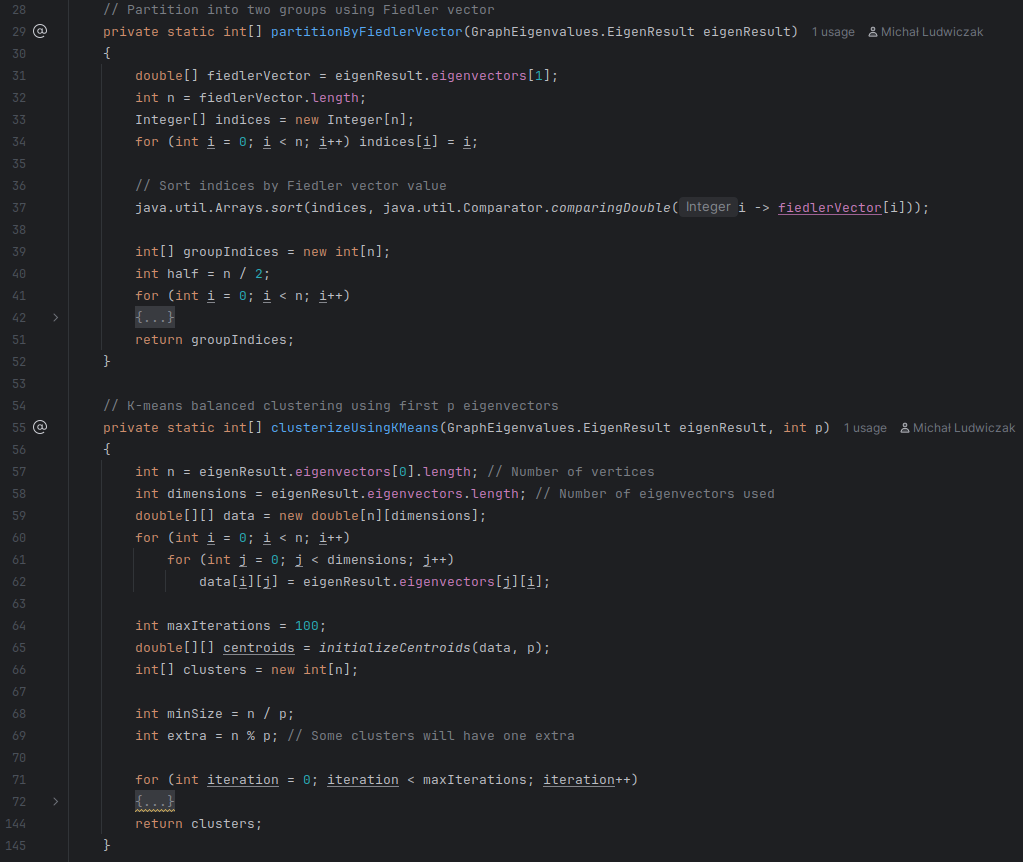 28 // Partition into two groups using Fiedler vector
29 @ private static int[] partitionByFiedlerVector(GraphEigenvalues.EigenResult eigenResult) 1 usage Michał Ludwiczak
30 {
31 double[] fiedlerVector = eigenResult.eigenvectors[1];
32 int n = fiedlerVector.length;
33 Integer[] indices = new Integer[n];
34 for (int i = 0; i < n; i++) indices[i] = i;
35
36 // Sort indices by Fiedler vector value
37 java.util.Arrays.sort(indices, java.util.Comparator.comparingDouble( Integer i -> fiedlerVector[i]));
38
39 int[] groupIndices = new int[n];
40 int half = n / 2;
41 for (int i = 0; i < n; i++)
42 > {...}
51 return groupIndices;
52 }
53
54 // K-means balanced clustering using first p eigenvectors
55 @ private static int[] clusterizeUsingKMeans(GraphEigenvalues.EigenResult eigenResult, int p) 1 usage Michał Ludwiczak
56 {
57 int n = eigenResult.eigenvectors[0].length; // Number of vertices
58 int dimensions = eigenResult.eigenvectors.length; // Number of eigenvectors used
59 double[][] data = new double[n][dimensions];
60 for (int i = 0; i < n; i++)
61 for (int j = 0; j < dimensions; j++)
62 data[i][j] = eigenResult.eigenvectors[j][i];
63
64 int maxIterations = 100;
65 double[][] centroids = initializeCentroids(data, p);
66 int[] clusters = new int[n];
67
68 int minSize = n / p;
69 int extra = n % p; // Some clusters will have one extra
70
71 for (int iteration = 0; iteration < maxIterations; iteration++)
72 > {...}
144 return clusters;
145 }